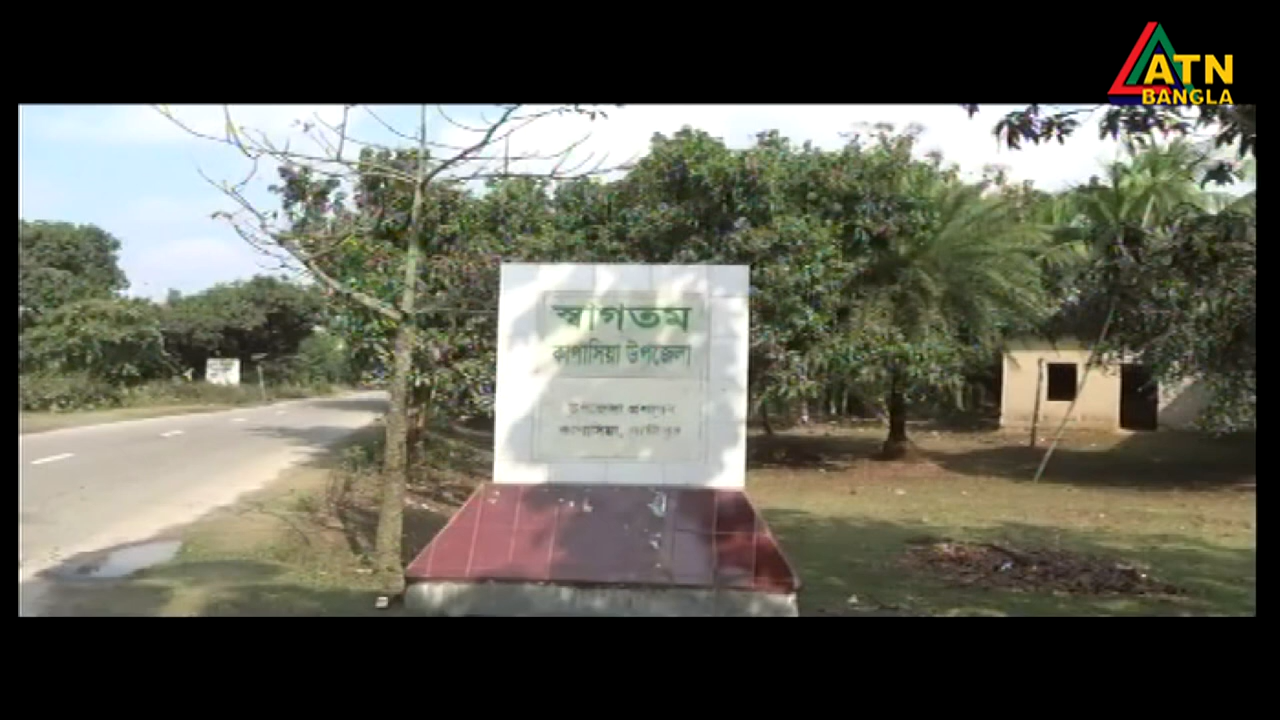 ATN
BANGLA
স্বাগতম
কাপাসিয়া উপজেলা
উপজেলা প্রশাসন
কাপাসিয়া, গাজীপুর